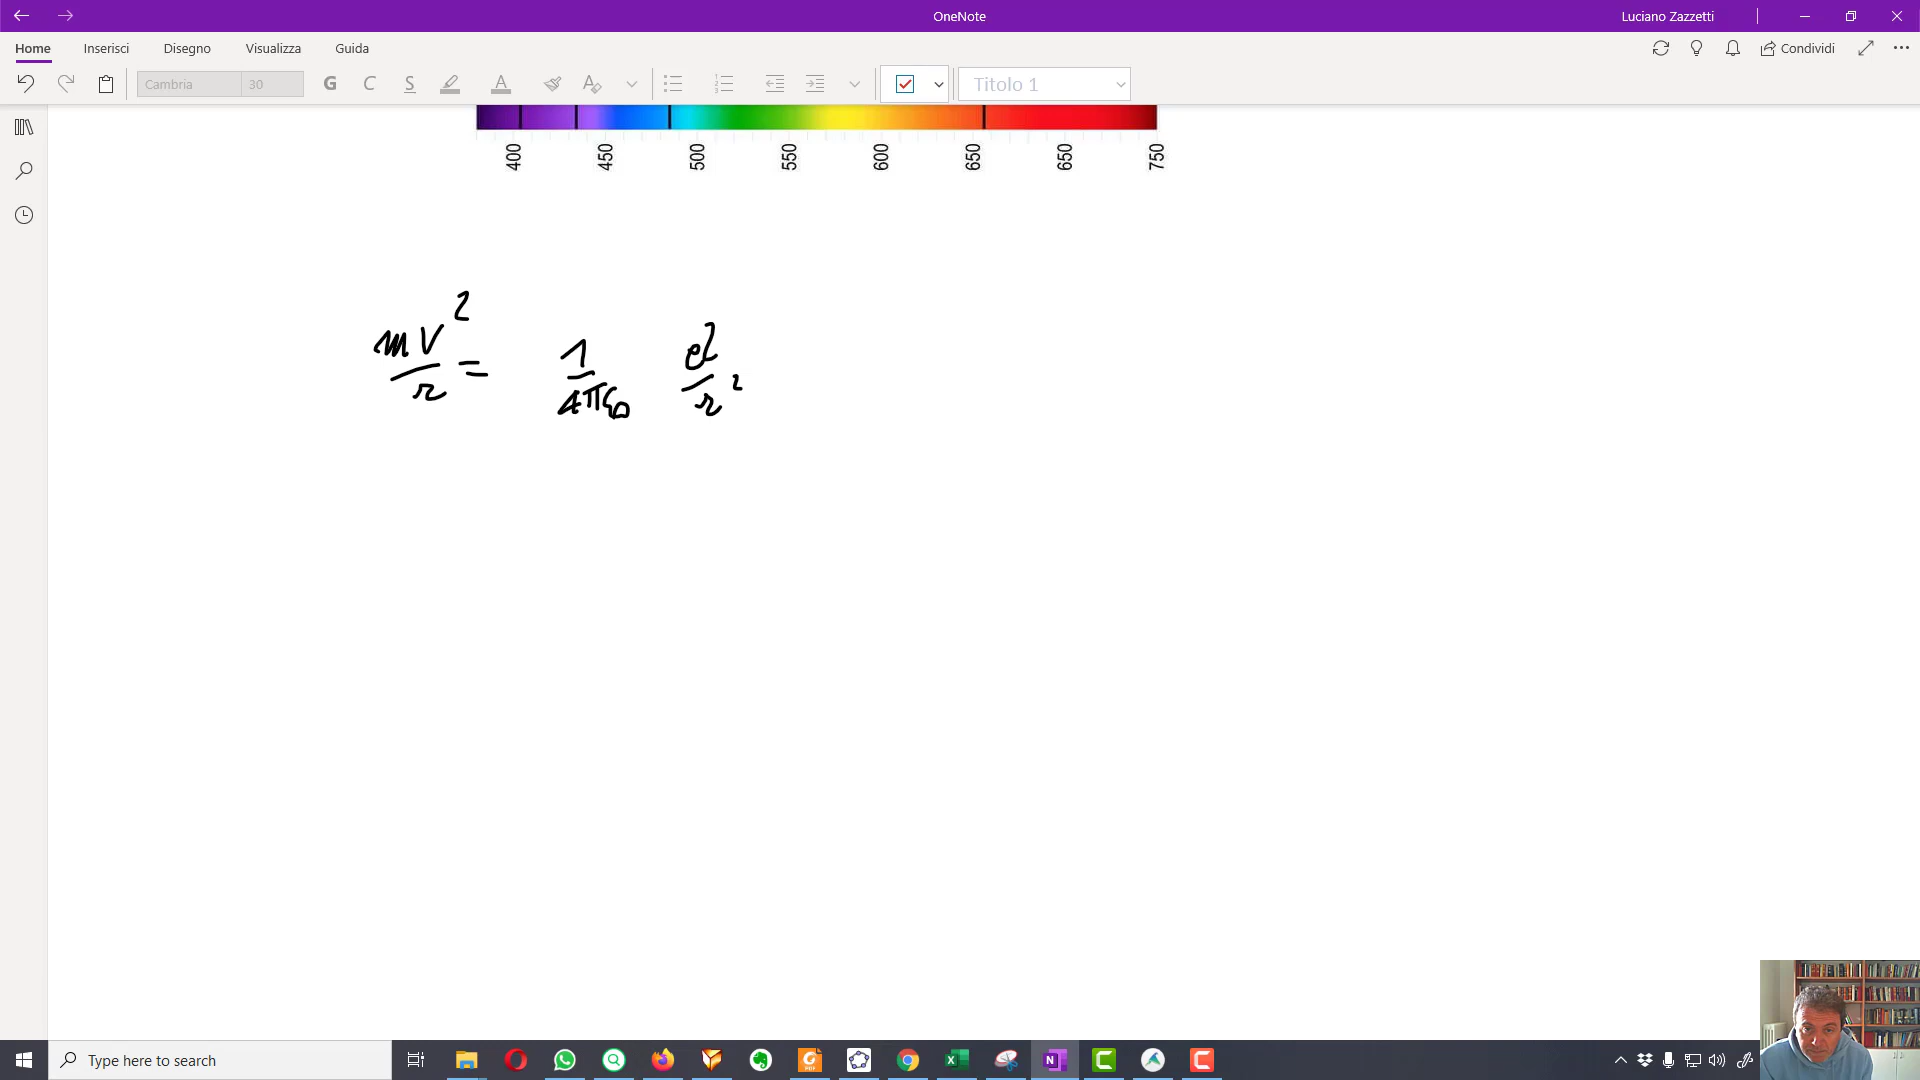 OneNote
Luciano Zazzetti
Home Inserisci Disegno Visualizza Guida
Condividi
Cambria 30 G C S A A Titolo 1
400 450 500 550 600 650 650 750
mv²/r = 1/4πε₀ e²/r²
Type here to search